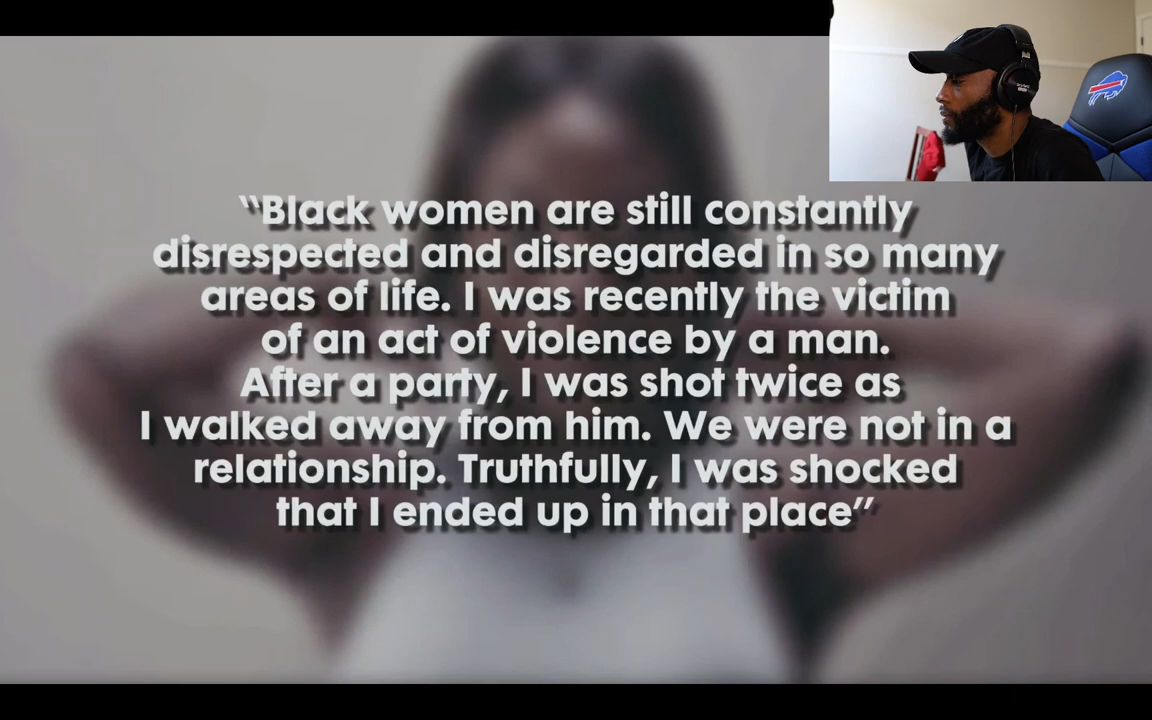 “Black women are still constantly
disrespected and disregarded in so many
areas of life. I was recently the victim
of an act of violence by a man.
After a party, I was shot twice as
I walked away from him. We were not in a
relationship. Truthfully, I was shocked
that I ended up in that place”